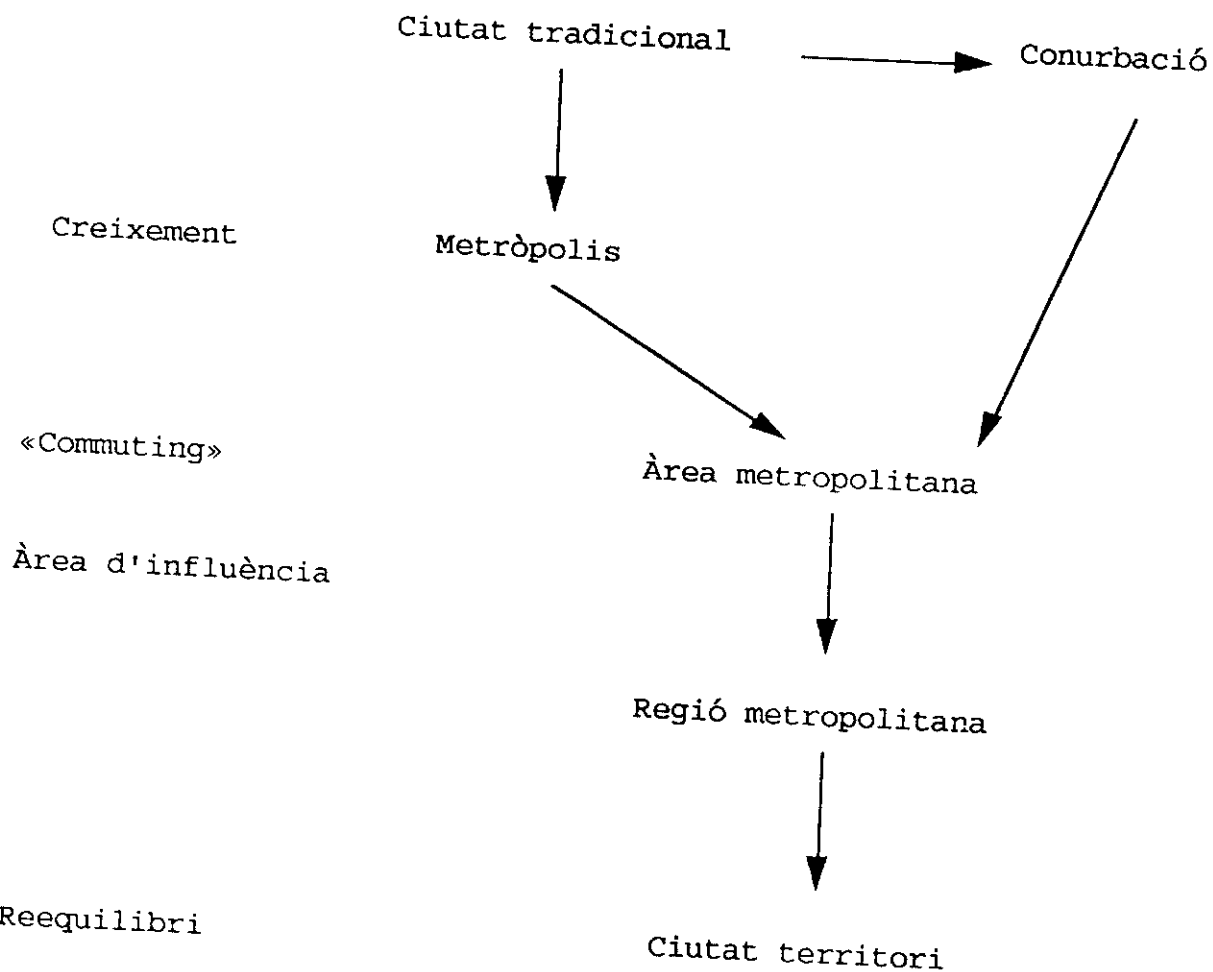 Ciutat tradicional
Conurbació
Creixement
Metròpolis
«Commuting»
Àrea metropolitana
Àrea d'influència
Regió metropolitana
Reequilibri
Ciutat territori